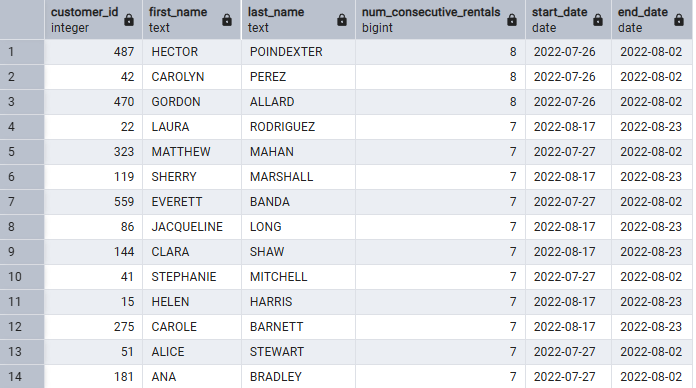 customer_id first_name last_name num_consecutive_rentals start_date end_date
integer text text bigint date date
1 487 HECTOR POINDEXTER 8 2022-07-26 2022-08-02
2 42 CAROLYN PEREZ 8 2022-07-26 2022-08-02
3 470 GORDON ALLARD 8 2022-07-26 2022-08-02
4 22 LAURA RODRIGUEZ 7 2022-08-17 2022-08-23
5 323 MATTHEW MAHAN 7 2022-07-27 2022-08-02
6 119 SHERRY MARSHALL 7 2022-08-17 2022-08-23
7 559 EVERETT BANDA 7 2022-07-27 2022-08-02
8 86 JACQUELINE LONG 7 2022-08-17 2022-08-23
9 144 CLARA SHAW 7 2022-08-17 2022-08-23
10 41 STEPHANIE MITCHELL 7 2022-07-27 2022-08-02
11 15 HELEN HARRIS 7 2022-08-17 2022-08-23
12 275 CAROLE BARNETT 7 2022-08-17 2022-08-23
13 51 ALICE STEWART 7 2022-07-27 2022-08-02
14 181 ANA BRADLEY 7 2022-07-27 2022-08-02